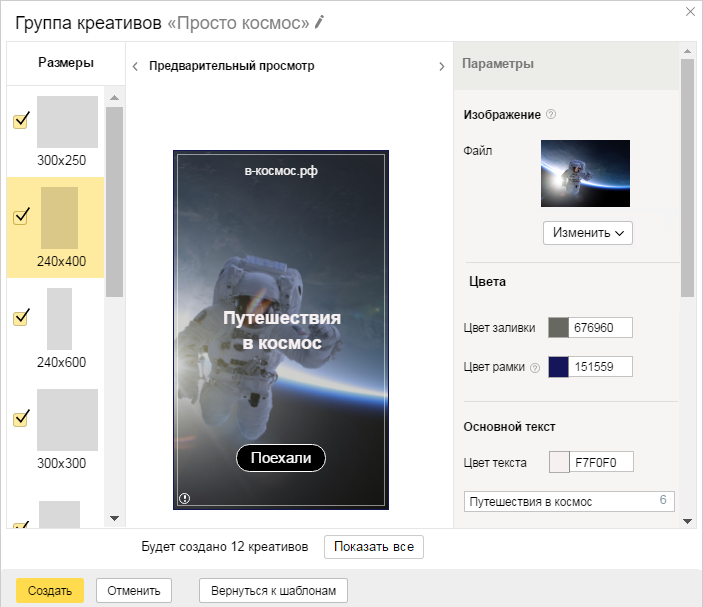 Группа креативов «Просто космос»
Размеры
Предварительный просмотр
Параметры
300x250
240x400
240x600
300x300
в-космос.рф
Путешествия
в космос
Поехали
Изображение
Файл
Изменить
Цвета
Цвет заливки 676960
Цвет рамки 151559
Основной текст
Цвет текста F7F0F0
Путешествия в космос 6
Будет создано 12 креативов Показать все
Создать Отменить Вернуться к шаблонам